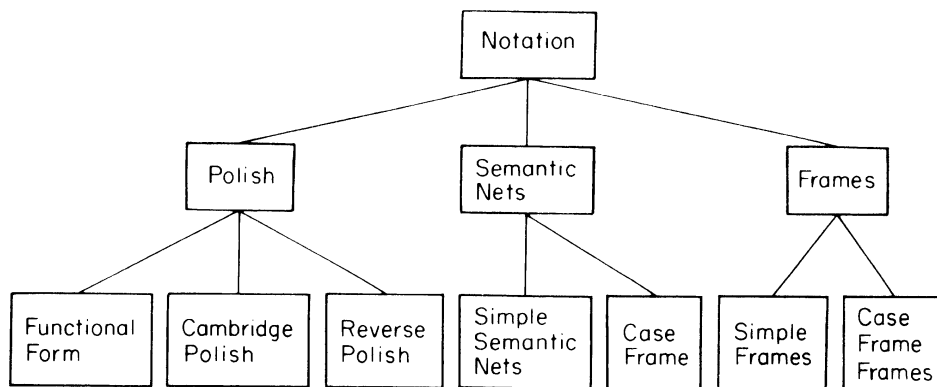 Notation
Polish
Semantic
Nets
Frames
Functional
Form
Cambridge
Polish
Reverse
Polish
Simple
Semantic
Nets
Case
Frame
Simple
Frames
Case
Frame
Frames